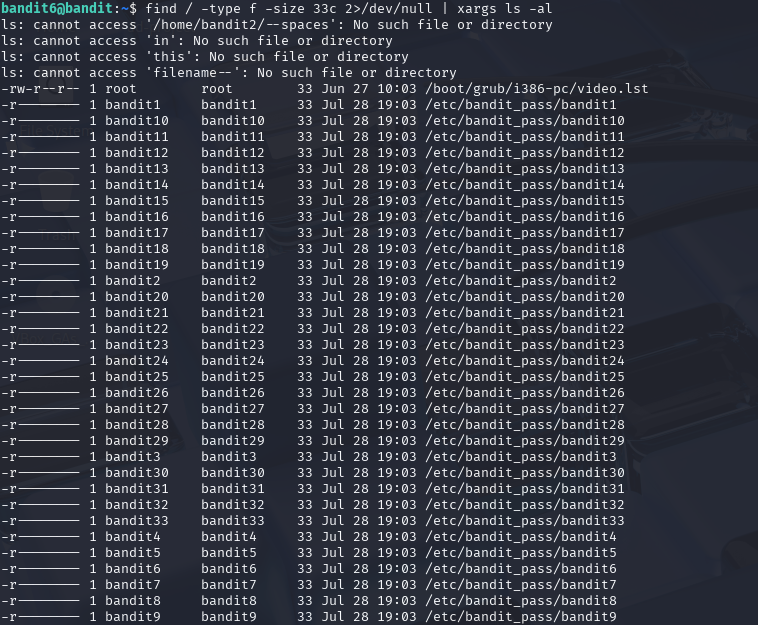 bandit6@bandit:~$ find / -type f -size 33c 2>/dev/null | xargs ls -al
ls: cannot access '/home/bandit2/--spaces': No such file or directory
ls: cannot access 'in': No such file or directory
ls: cannot access 'this': No such file or directory
ls: cannot access 'filename--': No such file or directory
-rw-r--r-- 1 root     root     33 Jun 27 10:03 /boot/grub/i386-pc/video.lst
-r-------- 1 bandit1  bandit1  33 Jul 28 19:03 /etc/bandit_pass/bandit1
-r-------- 1 bandit10 bandit10 33 Jul 28 19:03 /etc/bandit_pass/bandit10
-r-------- 1 bandit11 bandit11 33 Jul 28 19:03 /etc/bandit_pass/bandit11
-r-------- 1 bandit12 bandit12 33 Jul 28 19:03 /etc/bandit_pass/bandit12
-r-------- 1 bandit13 bandit13 33 Jul 28 19:03 /etc/bandit_pass/bandit13
-r-------- 1 bandit14 bandit14 33 Jul 28 19:03 /etc/bandit_pass/bandit14
-r-------- 1 bandit15 bandit15 33 Jul 28 19:03 /etc/bandit_pass/bandit15
-r-------- 1 bandit16 bandit16 33 Jul 28 19:03 /etc/bandit_pass/bandit16
-r-------- 1 bandit17 bandit17 33 Jul 28 19:03 /etc/bandit_pass/bandit17
-r-------- 1 bandit18 bandit18 33 Jul 28 19:03 /etc/bandit_pass/bandit18
-r-------- 1 bandit19 bandit19 33 Jul 28 19:03 /etc/bandit_pass/bandit19
-r-------- 1 bandit2  bandit2  33 Jul 28 19:03 /etc/bandit_pass/bandit2
-r-------- 1 bandit20 bandit20 33 Jul 28 19:03 /etc/bandit_pass/bandit20
-r-------- 1 bandit21 bandit21 33 Jul 28 19:03 /etc/bandit_pass/bandit21
-r-------- 1 bandit22 bandit22 33 Jul 28 19:03 /etc/bandit_pass/bandit22
-r-------- 1 bandit23 bandit23 33 Jul 28 19:03 /etc/bandit_pass/bandit23
-r-------- 1 bandit24 bandit24 33 Jul 28 19:03 /etc/bandit_pass/bandit24
-r-------- 1 bandit25 bandit25 33 Jul 28 19:03 /etc/bandit_pass/bandit25
-r-------- 1 bandit26 bandit26 33 Jul 28 19:03 /etc/bandit_pass/bandit26
-r-------- 1 bandit27 bandit27 33 Jul 28 19:03 /etc/bandit_pass/bandit27
-r-------- 1 bandit28 bandit28 33 Jul 28 19:03 /etc/bandit_pass/bandit28
-r-------- 1 bandit29 bandit29 33 Jul 28 19:03 /etc/bandit_pass/bandit29
-r-------- 1 bandit3  bandit3  33 Jul 28 19:03 /etc/bandit_pass/bandit3
-r-------- 1 bandit30 bandit30 33 Jul 28 19:03 /etc/bandit_pass/bandit30
-r-------- 1 bandit31 bandit31 33 Jul 28 19:03 /etc/bandit_pass/bandit31
-r-------- 1 bandit32 bandit32 33 Jul 28 19:03 /etc/bandit_pass/bandit32
-r-------- 1 bandit33 bandit33 33 Jul 28 19:03 /etc/bandit_pass/bandit33
-r-------- 1 bandit4  bandit4  33 Jul 28 19:03 /etc/bandit_pass/bandit4
-r-------- 1 bandit5  bandit5  33 Jul 28 19:03 /etc/bandit_pass/bandit5
-r-------- 1 bandit6  bandit6  33 Jul 28 19:03 /etc/bandit_pass/bandit6
-r-------- 1 bandit7  bandit7  33 Jul 28 19:03 /etc/bandit_pass/bandit7
-r-------- 1 bandit8  bandit8  33 Jul 28 19:03 /etc/bandit_pass/bandit8
-r-------- 1 bandit9  bandit9  33 Jul 28 19:03 /etc/bandit_pass/bandit9